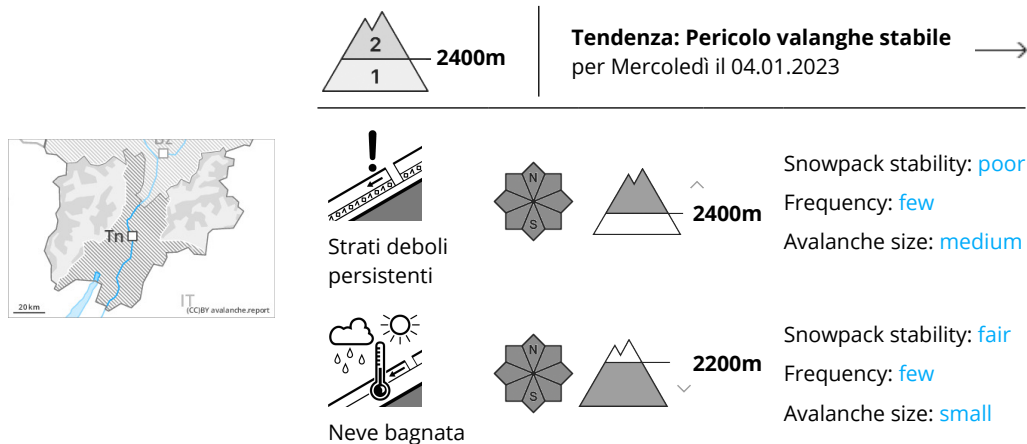 2
1
2400m
Tendenza: Pericolo valanghe stabile
per Mercoledì il 04.01.2023
Tn
20 km
IT
(CC)BY avalanche.report
Strati deboli
persistenti
N
S
2400m
Snowpack stability: poor
Frequency: few
Avalanche size: medium
Neve bagnata
N
S
2200m
Snowpack stability: fair
Frequency: few
Avalanche size: small